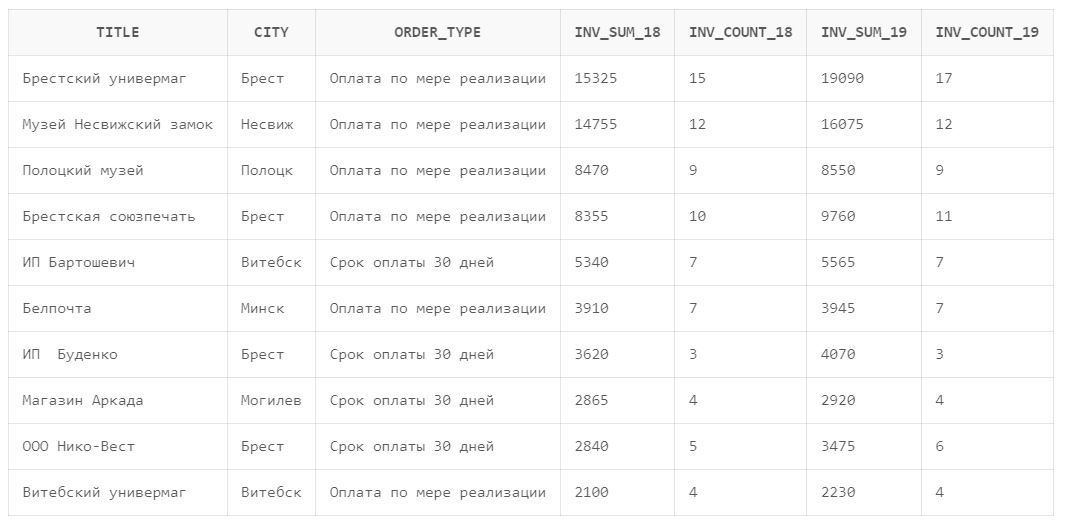 TITLE CITY ORDER_TYPE INV_SUM_18 INV_COUNT_18 INV_SUM_19 INV_COUNT_19
Брестский универмаг Брест Оплата по мере реализации 15325 15 19090 17
Музей Несвижский замок Несвиж Оплата по мере реализации 14755 12 16075 12
Полоцкий музей Полоцк Оплата по мере реализации 8470 9 8550 9
Брестская союзпечать Брест Оплата по мере реализации 8355 10 9760 11
ИП Бартошевич Витебск Срок оплаты 30 дней 5340 7 5565 7
Белпочта Минск Оплата по мере реализации 3910 7 3945 7
ИП  Буденко Брест Срок оплаты 30 дней 3620 3 4070 3
Магазин Аркада Могилев Срок оплаты 30 дней 2865 4 2920 4
ООО Нико-Вест Брест Срок оплаты 30 дней 2840 5 3475 6
Витебский универмаг Витебск Оплата по мере реализации 2100 4 2230 4